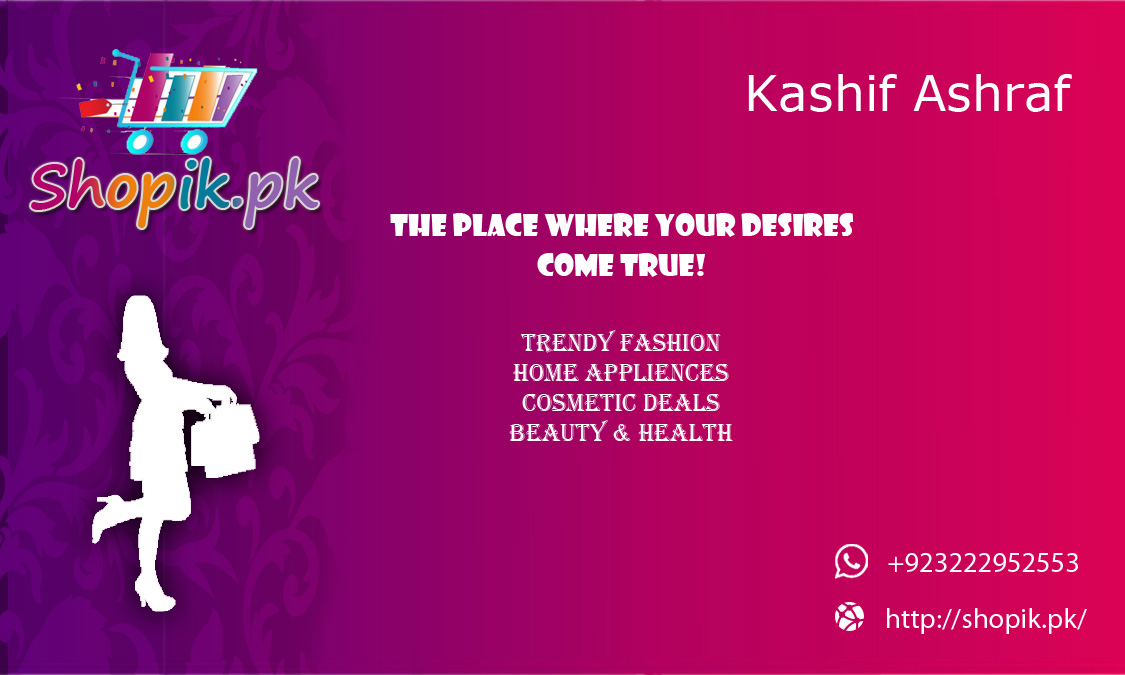 Shopik.pk
Kashif Ashraf
THE PLACE WHERE YOUR DESIRES
COME TRUE!
TRENDY FASHION
HOME APPLIENCES
COSMETIC DEALS
BEAUTY & HEALTH
+923222952553
http://shopik.pk/